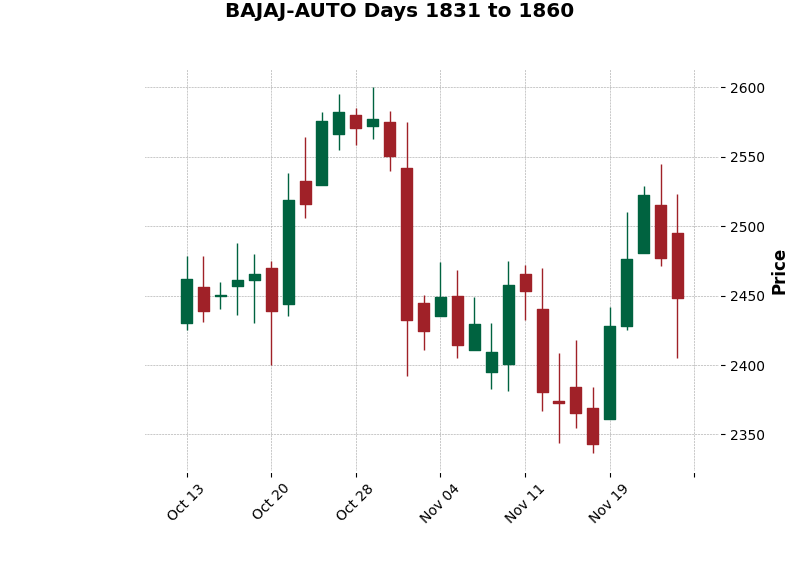 BAJAJ-AUTO Days 1831 to 1860
2600
2550
2500
2450
2400
2350
Price
Oct 13
Oct 20
Oct 28
Nov 04
Nov 11
Nov 19